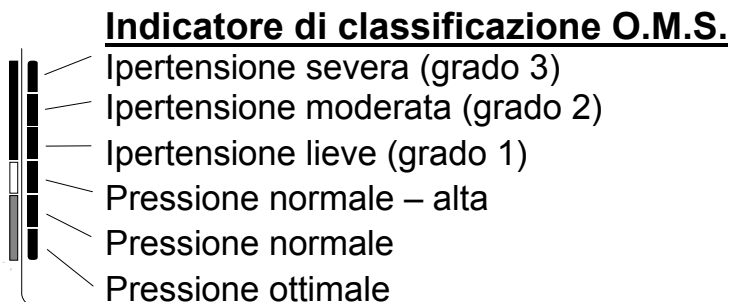 Indicatore di classificazione O.M.S.
Ipertensione severa (grado 3)
Ipertensione moderata (grado 2)
Ipertensione lieve (grado 1)
Pressione normale – alta
Pressione normale
Pressione ottimale